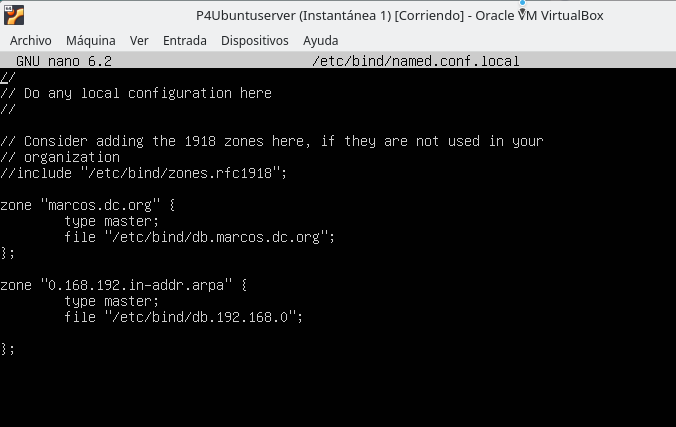 P4Ubuntuserver (Instantánea 1) [Corriendo] - Oracle VM VirtualBox
Archivo Máquina Ver Entrada Dispositivos Ayuda
GNU nano 6.2 /etc/bind/named.conf.local
//
// Do any local configuration here
//
// Consider adding the 1918 zones here, if they are not used in your
// organization
//include "/etc/bind/zones.rfc1918";
zone "marcos.dc.org" {
type master;
file "/etc/bind/db.marcos.dc.org";
};
zone "0.168.192.in-addr.arpa" {
type master;
file "/etc/bind/db.192.168.0";
};